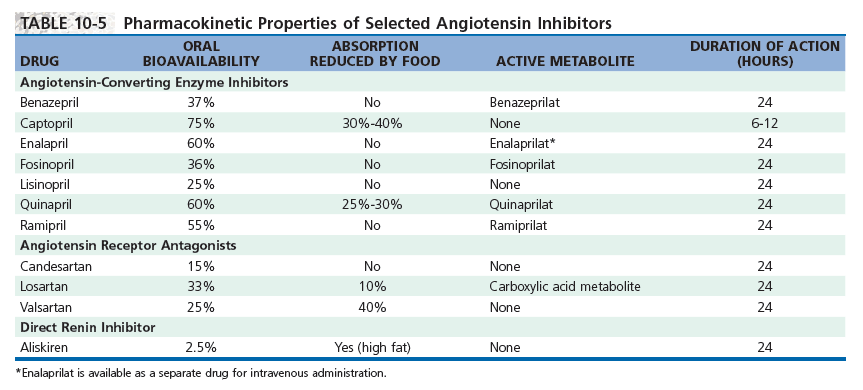 TABLE 10-5 Pharmacokinetic Properties of Selected Angiotensin Inhibitors
DRUG ORAL BIOAVAILABILITY ABSORPTION REDUCED BY FOOD ACTIVE METABOLITE DURATION OF ACTION (HOURS)
Angiotensin-Converting Enzyme Inhibitors
Benazepril 37% No Benazeprilat 24
Captopril 75% 30%-40% None 6-12
Enalapril 60% No Enalaprilat* 24
Fosinopril 36% No Fosinoprilat 24
Lisinopril 25% No None 24
Quinapril 60% 25%-30% Quinaprilat 24
Ramipril 55% No Ramiprilat 24
Angiotensin Receptor Antagonists
Candesartan 15% No None 24
Losartan 33% 10% Carboxylic acid metabolite 24
Valsartan 25% 40% None 24
Direct Renin Inhibitor
Aliskiren 2.5% Yes (high fat) None 24
*Enalaprilat is available as a separate drug for intravenous administration.